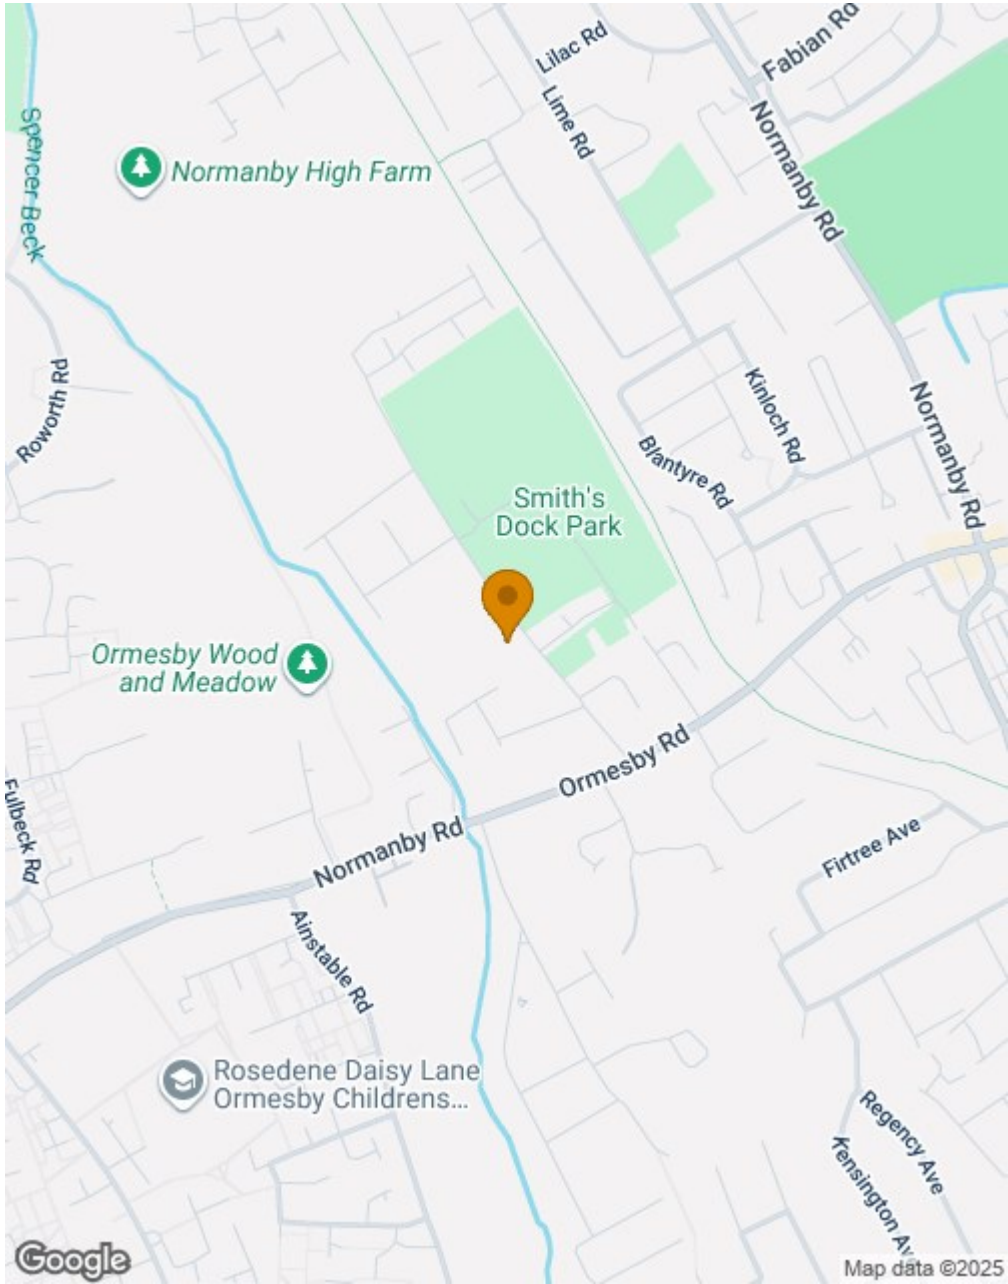 Lilac Rd
Fabian Rd
Lime Rd
Normanby Rd
Spencer Beck
Normanby High Farm
Roworth Rd
Kinloch Rd
Normanby Rd
Blantyre Rd
Smith's
Dock Park
Ormesby Wood
and Meadow
Ormesby Rd
Fulbeck Rd
Normanby Rd
Firtree Ave
Ainstable Rd
Rosedene Daisy Lane
Ormesby Childrens...
Regency Ave
Kensington Ave
Google
Map data ©2025